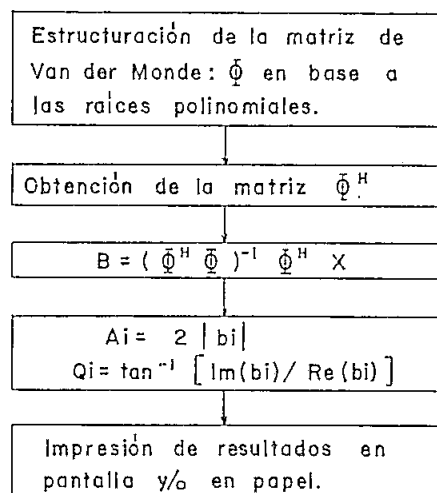 Estructuración de la matriz de
Van der Monde: Φ en base a
las raíces polinomiales.
Obtención de la matriz Φ^H.
B = ( Φ^H Φ )^-1 Φ^H X
Ai = 2 |bi|
Qi = tan^-1 [ Im(bi)/ Re(bi) ]
Impresión de resultados en
pantalla y/o en papel.